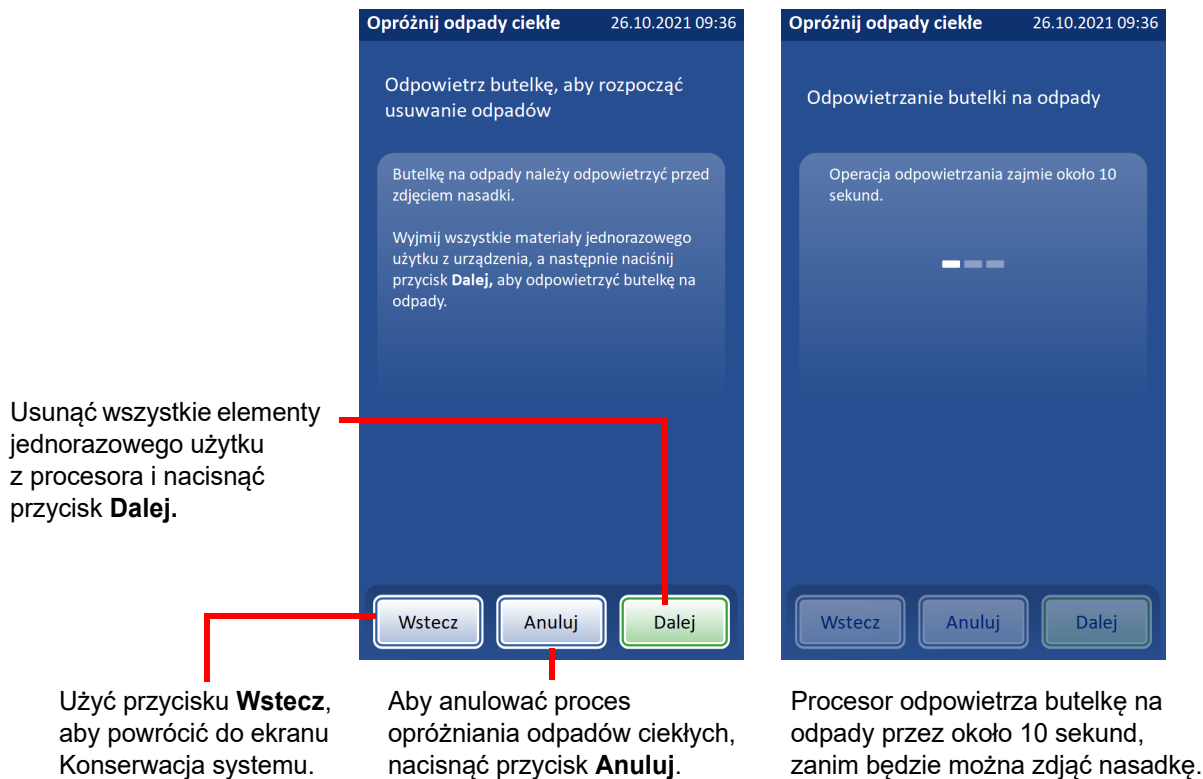 Opróżnij odpady ciekłe 26.10.2021 09:36
Odpowietrz butelkę, aby rozpocząć
usuwanie odpadów
Butelkę na odpady należy odpowietrzyć przed
zdjęciem nasadki.
Wyjmij wszystkie materiały jednorazowego
użytku z urządzenia, a następnie naciśnij
przycisk Dalej, aby odpowietrzyć butelkę na
odpady.
Wstecz
Anuluj
Dalej
Opróżnij odpady ciekłe 26.10.2021 09:36
Odpowietrzanie butelki na odpady
Operacja odpowietrzania zajmie około 10
sekund.
Wstecz
Anuluj
Dalej
Usunąć wszystkie elementy
jednorazowego użytku
z procesora i nacisnąć
przycisk Dalej.
Użyć przycisku Wstecz,
aby powrócić do ekranu
Konserwacja systemu.
Aby anulować proces
opróżniania odpadów ciekłych,
nacisnąć przycisk Anuluj.
Procesor odpowietrza butelkę na
odpady przez około 10 sekund,
zanim będzie można zdjąć nasadkę.